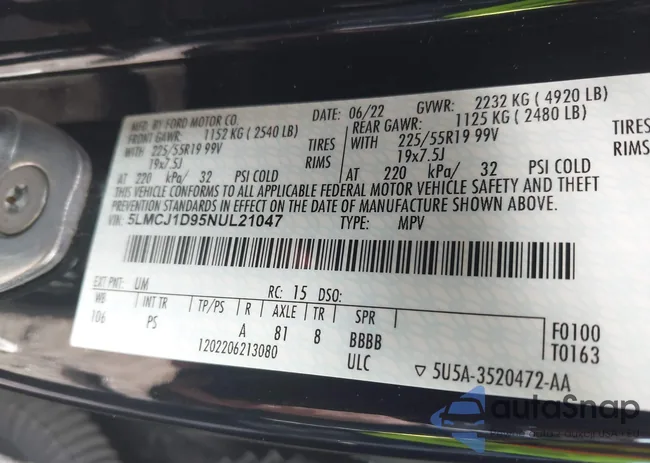 MFD. BY FORD MOTOR CO. DATE: 06/22 GVWR: 2232 KG ( 4920 LB)
FRONT GAWR: 1152 KG ( 2540 LB) REAR GAWR: 1125 KG ( 2480 LB)
WITH 225/55R19 99V TIRES WITH 225/55R19 99V TIRES
19x7.5J RIMS 19x7.5J RIMS
AT 220 kPa/ 32 PSI COLD AT 220 kPa/ 32 PSI COLD
THIS VEHICLE CONFORMS TO ALL APPLICABLE FEDERAL MOTOR VEHICLE SAFETY AND THEFT
PREVENTION STANDARDS IN EFFECT ON THE DATE OF MANUFACTURE SHOWN ABOVE.
VIN: 5LMCJ1D95NUL21047 TYPE: MPV
EXT PNT: UM RC: 15 DSO:
WB INT TR TP/PS R AXLE TR SPR
106 PS A 81 8 BBBB F0100
1202206213080 ULC T0163
▽ 5U5A-3520472-AA
autoSnap